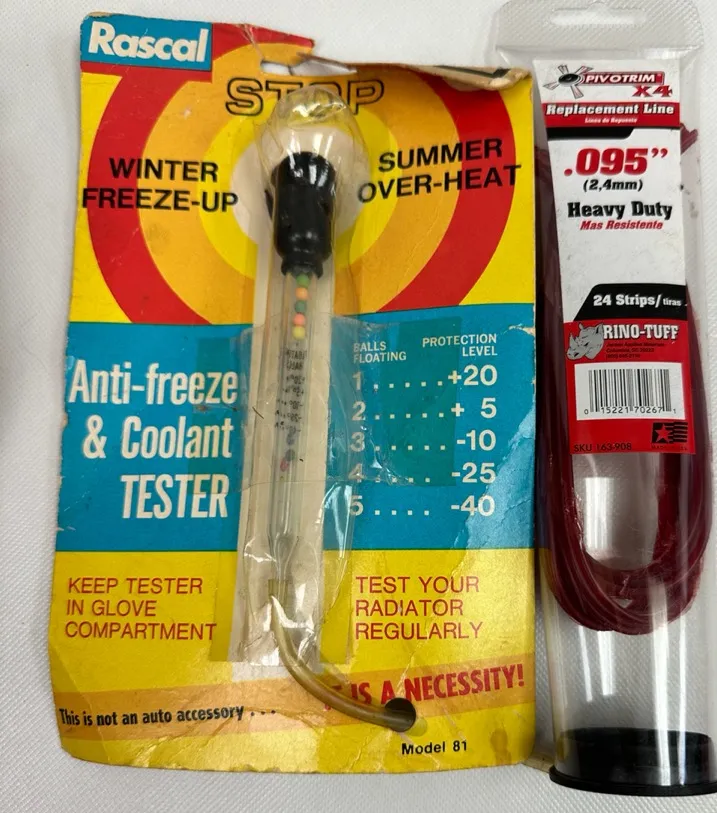 Rascal
STOP
WINTER
FREEZE-UP
SUMMER
OVER-HEAT
Anti-freeze
& Coolant
TESTER
BALLS
FLOATING
PROTECTION
LEVEL
1.....+20
2.....+ 5
3.....-10
4.....-25
5....-40
KEEP TESTER
IN GLOVE
COMPARTMENT
TEST YOUR
RADIATOR
REGULARLY
This is not an auto accessory . . .
IS A NECESSITY!
Model 81
PIVOTRIM
X4
Replacement Line
Linea de Repuesto
.095”
(2,4mm)
Heavy Duty
Mas Resistente
24 Strips/tiras
RINO-TUFF
0 15221 70267 1
SKU 163-908